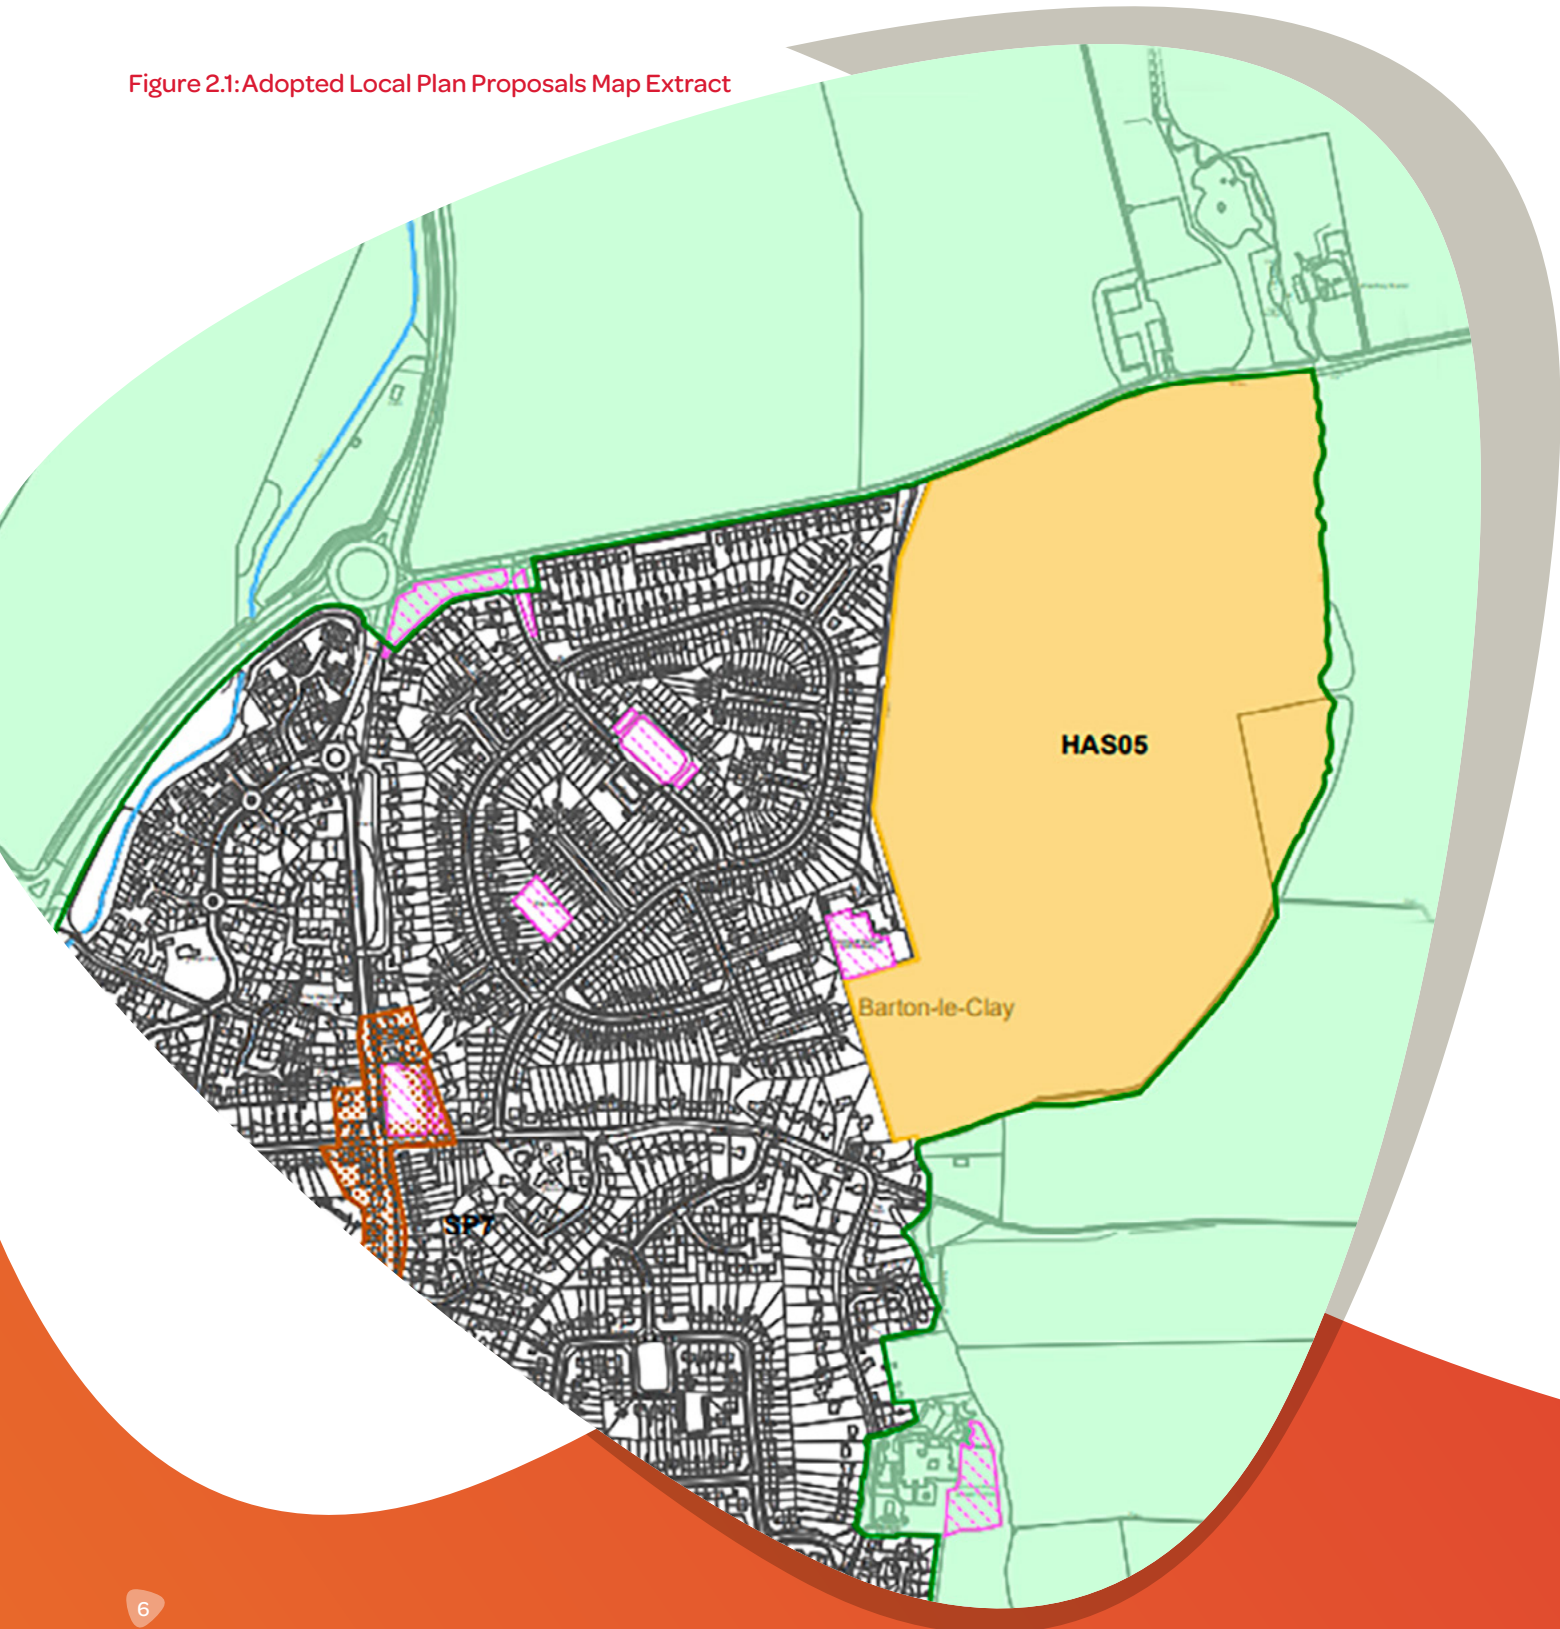 Figure 2.1: Adopted Local Plan Proposals Map Extract
HAS05
Barton-le-Clay
SP7
6